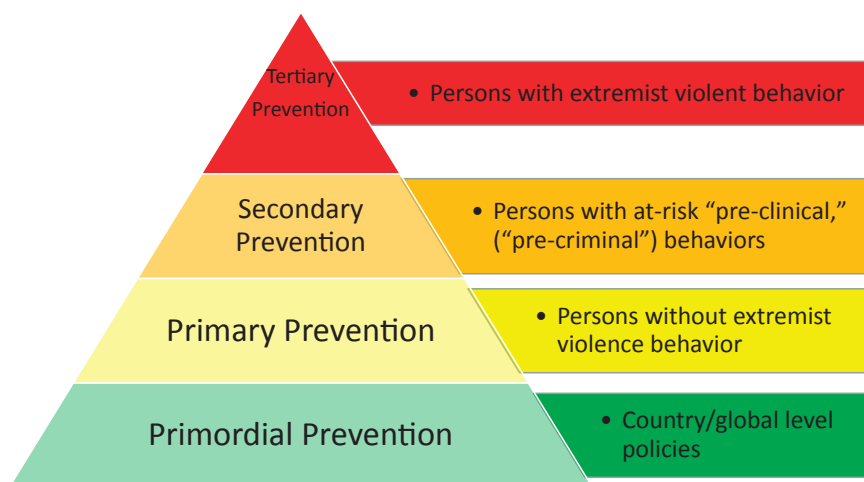 Tertiary
Prevention
• Persons with extremist violent behavior
Secondary
Prevention
• Persons with at-risk “pre-clinical,”
(“pre-criminal”) behaviors
Primary Prevention
• Persons without extremist
violence behavior
Primordial Prevention
• Country/global level
policies